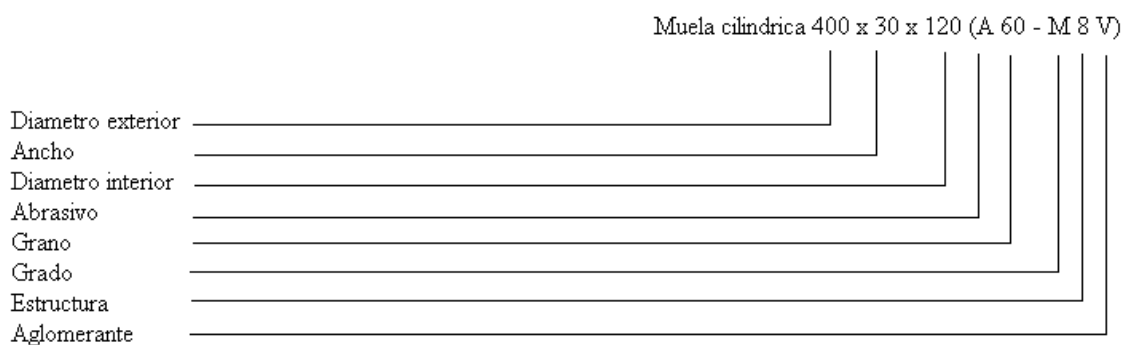 Muela cilindrica 400 x 30 x 120 (A 60 - M 8 V)
Diametro exterior
Ancho
Diametro interior
Abrasivo
Grano
Grado
Estructura
Aglomerante